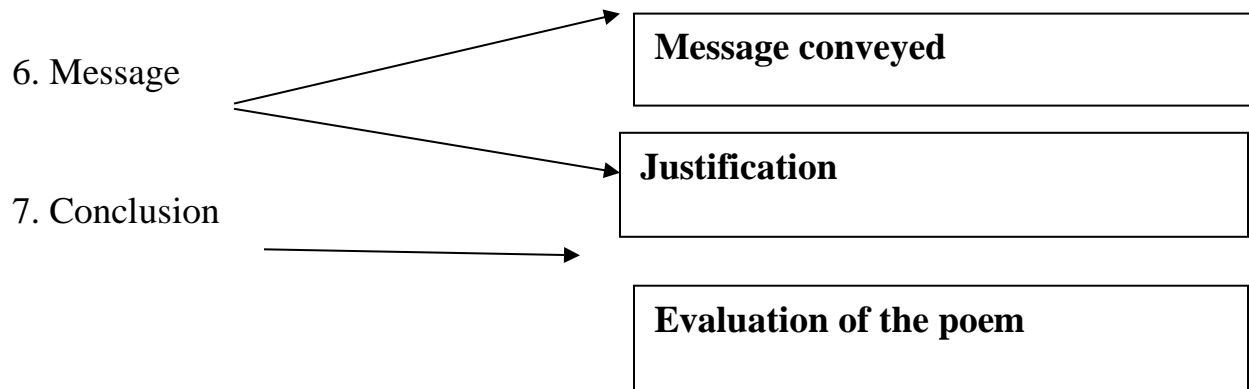 6. Message
Message conveyed
Justification
7. Conclusion
Evaluation of the poem